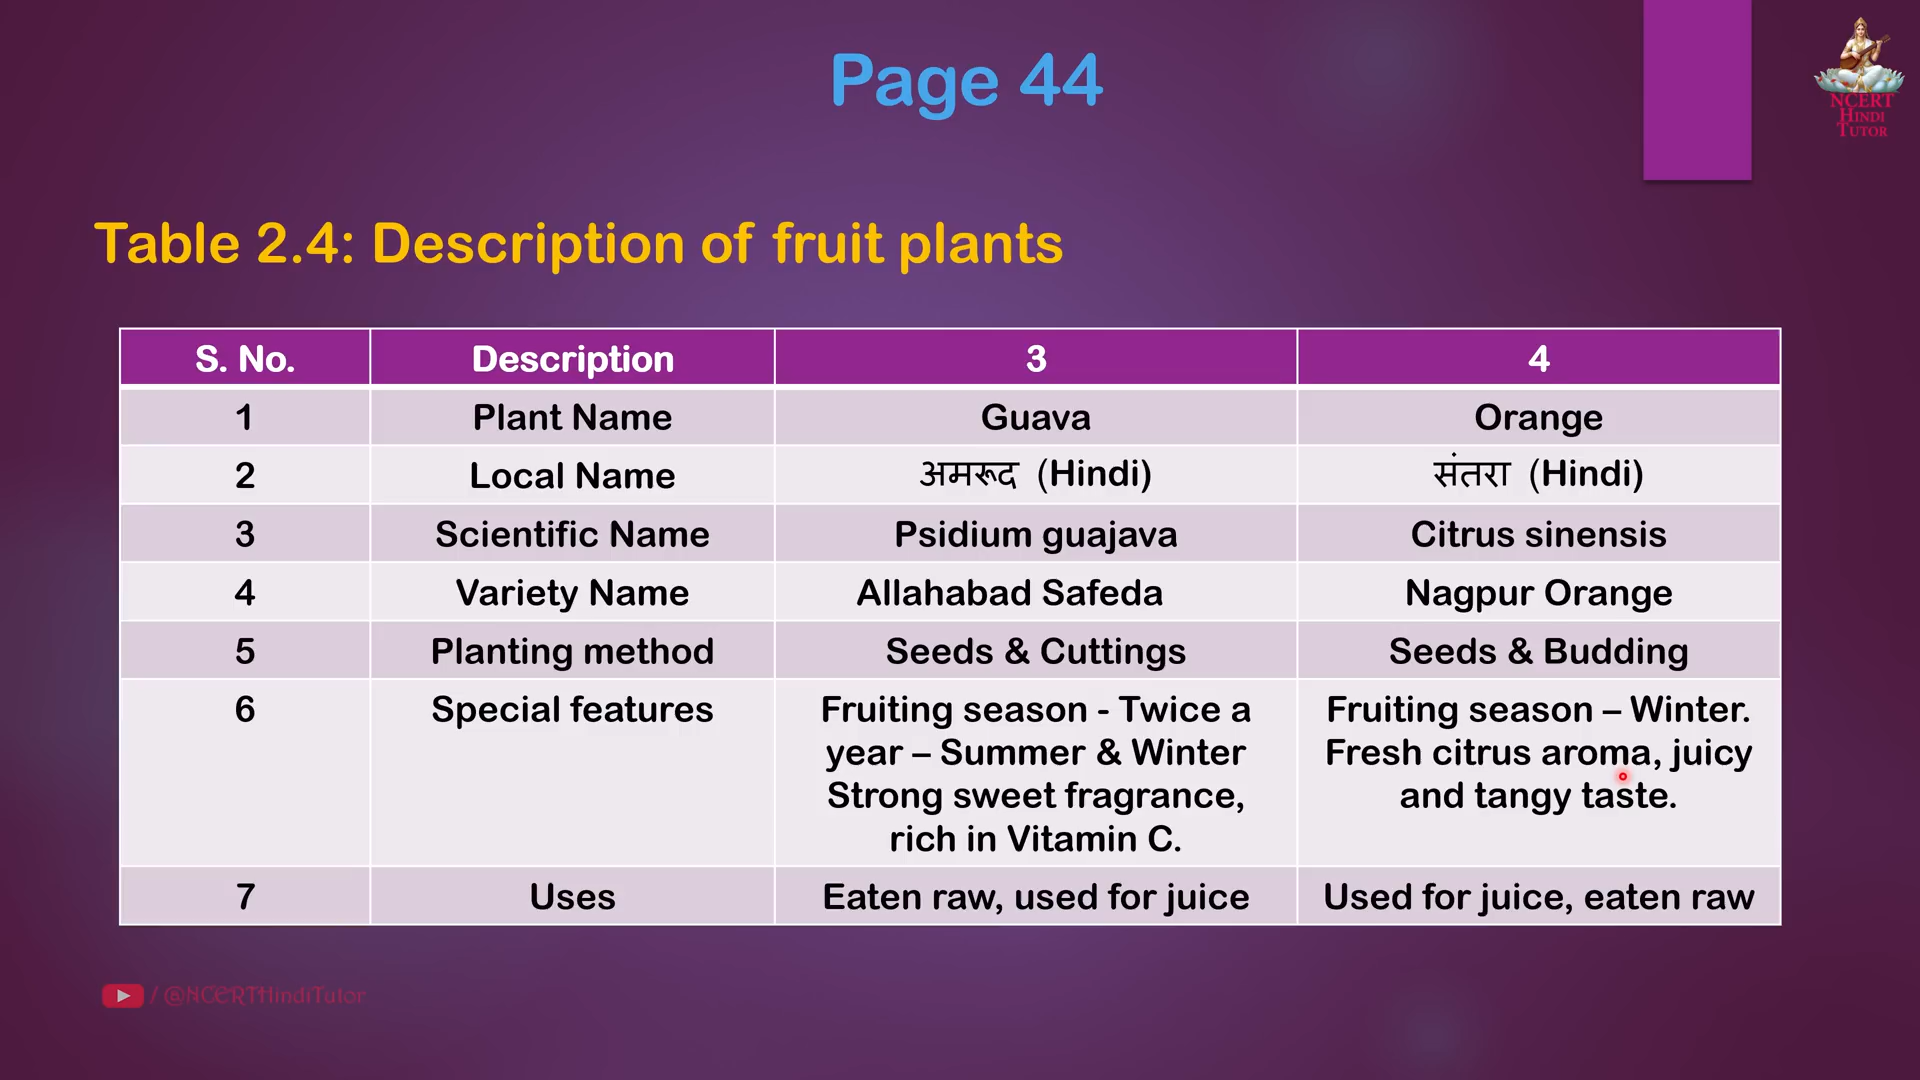 Page 44
NCERT
HINDI
TUTOR
Table 2.4: Description of fruit plants
S. No. Description 3 4
1 Plant Name Guava Orange
2 Local Name अमरूद (Hindi) संतरा (Hindi)
3 Scientific Name Psidium guajava Citrus sinensis
4 Variety Name Allahabad Safeda Nagpur Orange
5 Planting method Seeds & Cuttings Seeds & Budding
6 Special features Fruiting season - Twice a Fruiting season – Winter.
year – Summer & Winter Fresh citrus aroma, juicy
Strong sweet fragrance, and tangy taste.
rich in Vitamin C.
7 Uses Eaten raw, used for juice Used for juice, eaten raw
/ @NCERTHindiTutor